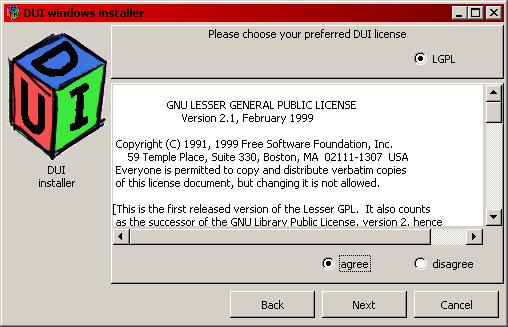 DUI windows installer
Please choose your preferred DUI license
LGPL
D
U I
DUI
installer
GNU LESSER GENERAL PUBLIC LICENSE
Version 2.1, February 1999
Copyright (C) 1991, 1999 Free Software Foundation, Inc.
59 Temple Place, Suite 330, Boston, MA 02111-1307 USA
Everyone is permitted to copy and distribute verbatim copies
of this license document, but changing it is not allowed.
[This is the first released version of the Lesser GPL. It also counts
as the successor of the GNU Library Public License, version 2, hence
agree disagree
Back Next Cancel